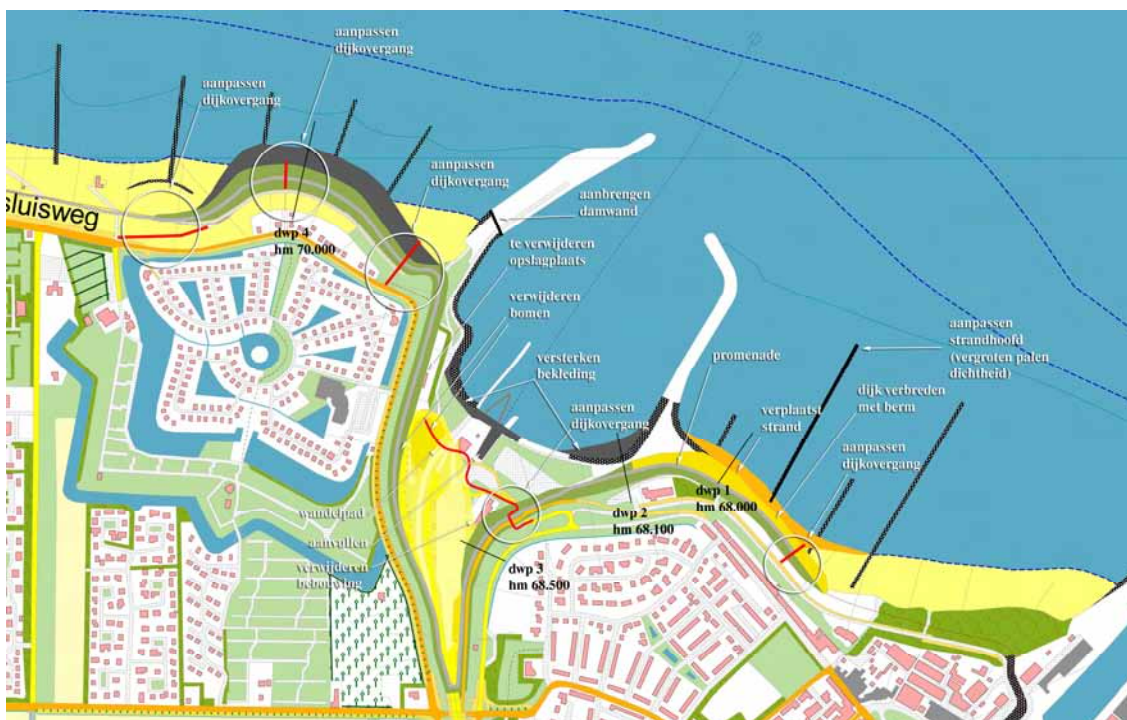 aanpassen
dijkovergang
aanpassen
dijkovergang
aanpassen
dijkovergang
aanbrengen
damwand
sluisweg
dwp 4
hm 70.000
te verwijderen
opslagplaats
verwijderen
bomen
versterken
bekleding
promenade
aanpassen
strandhoofd
(vergroten palen
dichtheid)
dijk verbreden
met berm
verplaatst
strand
aanpassen
dijkovergang
aanpassen
dijkovergang
dwp 1
hm 68.000
dwp 2
hm 68.100
wandelpad
aanvullen
verwijderen
bebouwing
dwp 3
hm 68.500